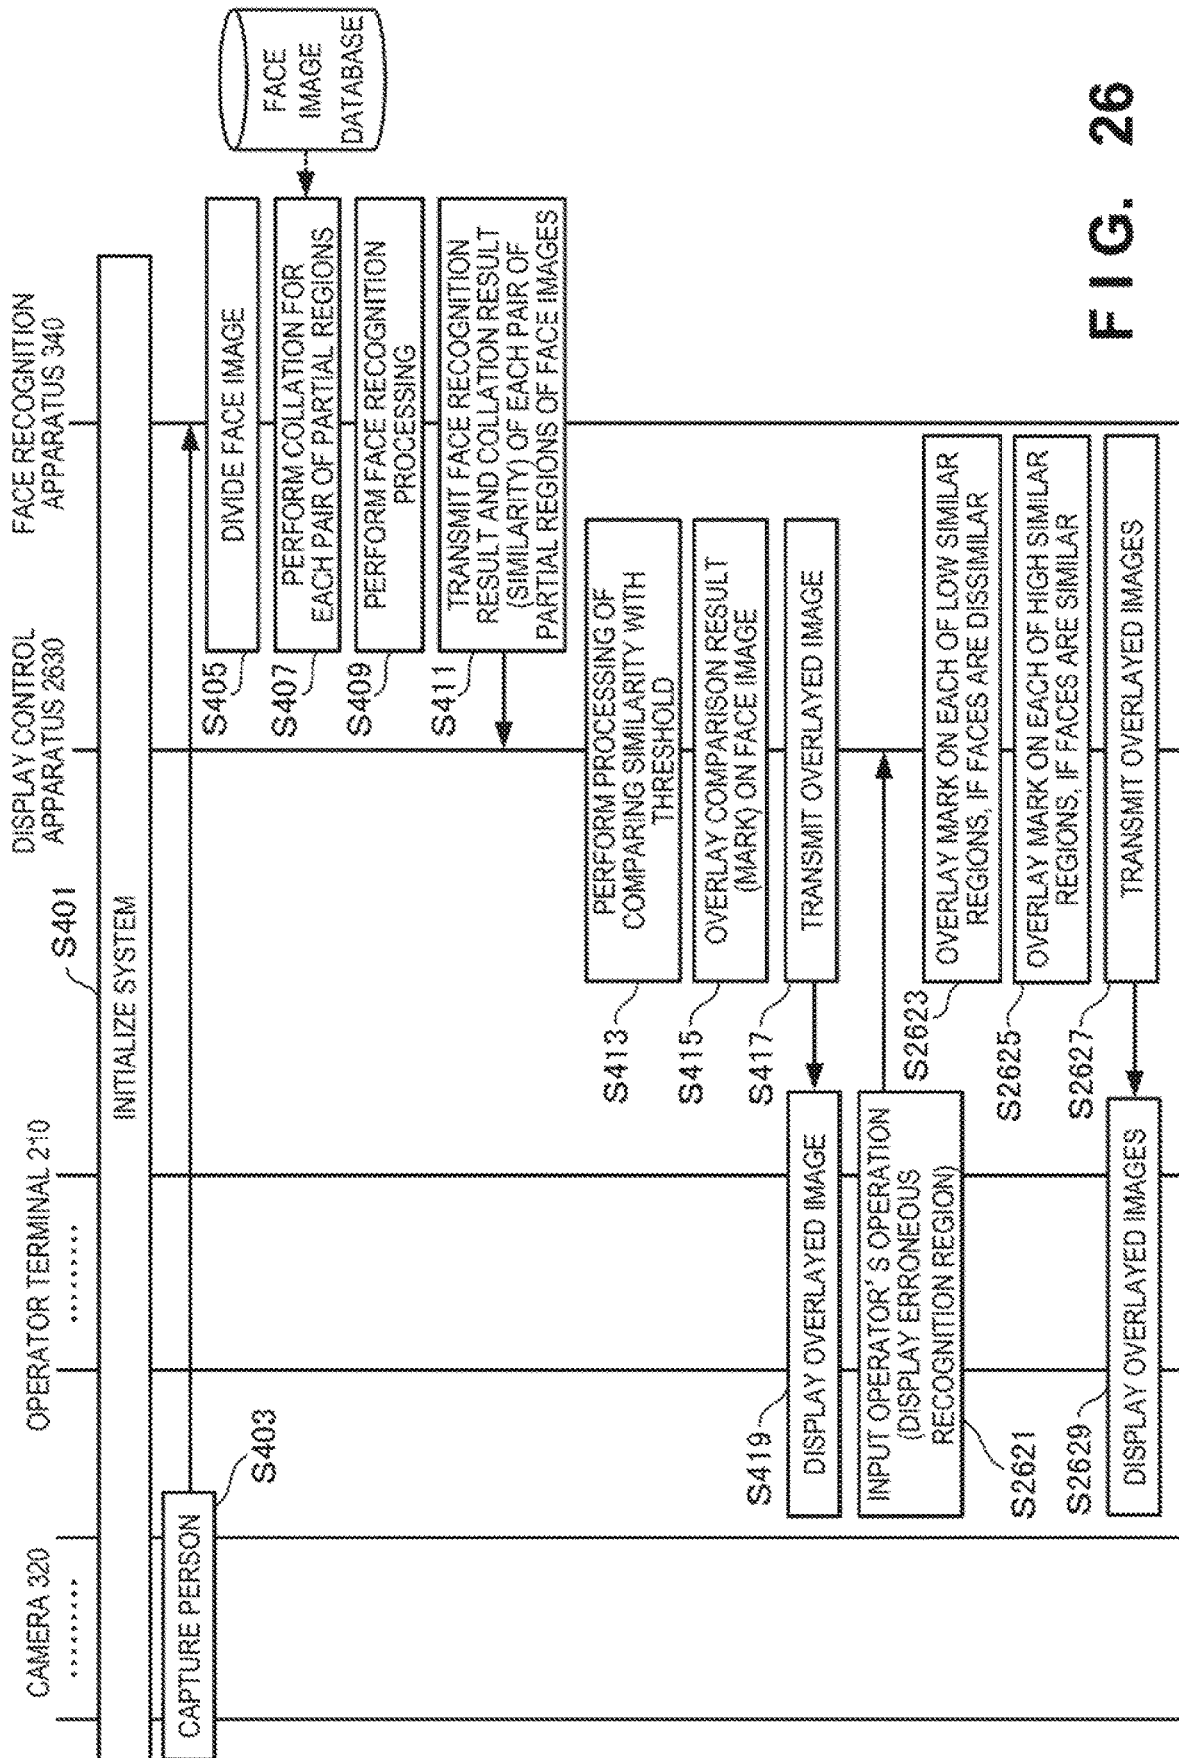 CAMERA 320
OPERATOR TERMINAL 210
DISPLAY CONTROL
APPARATUS 2630
FACE RECOGNITION
APPARATUS 340
S401
INITIALIZE SYSTEM
CAPTURE PERSON
S403
S405
DIVIDE FACE IMAGE
S407
PERFORM COLLATION FOR
EACH PAIR OF PARTIAL REGIONS
FACE
IMAGE
DATABASE
S409
PERFORM FACE RECOGNITION
PROCESSING
S411
TRANSMIT FACE RECOGNITION
RESULT AND COLLATION RESULT
(SIMILARITY) OF EACH PAIR OF
PARTIAL REGIONS OF FACE IMAGES
S413
PERFORM PROCESSING OF
COMPARING SIMILARITY WITH
THRESHOLD
S415
OVERLAY COMPARISON RESULT
(MARK) ON FACE IMAGE
S417
TRANSMIT OVERLAYED IMAGE
S419
DISPLAY OVERLAYED IMAGE
INPUT OPERATOR'S OPERATION
(DISPLAY ERRONEOUS
RECOGNITION REGION)
S2621
S2623
OVERLAY MARK ON EACH OF LOW SIMILAR
REGIONS, IF FACES ARE DISSIMILAR
S2625
OVERLAY MARK ON EACH OF HIGH SIMILAR
REGIONS, IF FACES ARE SIMILAR
S2627
TRANSMIT OVERLAYED IMAGES
S2629
DISPLAY OVERLAYED IMAGES
FIG. 26